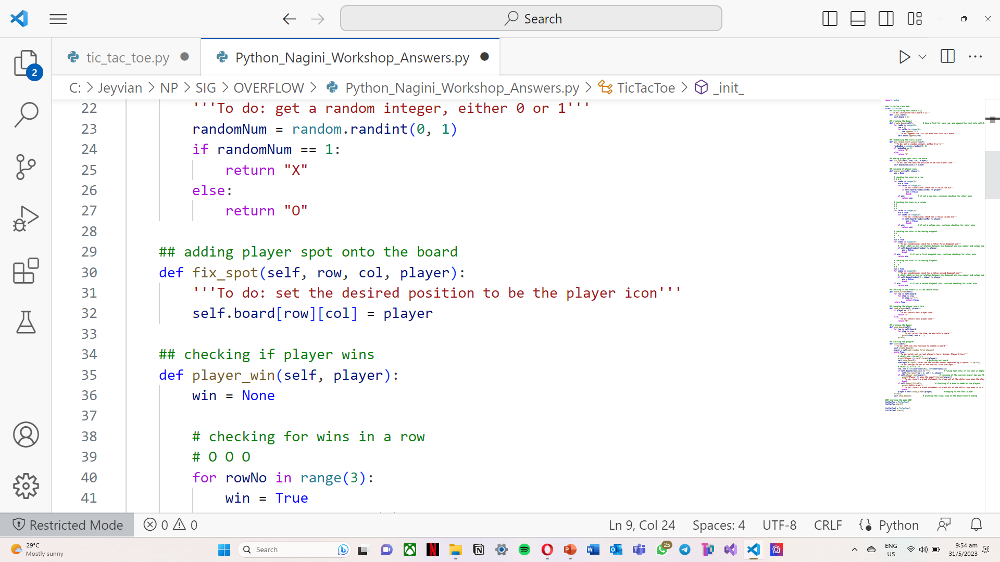 Search
tic_tac_toe.py
Python_Nagini_Workshop_Answers.py
2
C: > Jeyvian > NP > SIG > OVERFLOW > Python_Nagini_Workshop_Answers.py > TicTacToe > _init_
22 '''To do: get a random integer, either 0 or 1'''
23 randomNum = random.randint(0, 1)
24 if randomNum == 1:
25 return "X"
26 else:
27 return "O"
28
29 ## adding player spot onto the board
30 def fix_spot(self, row, col, player):
31 '''To do: set the desired position to be the player icon'''
32 self.board[row][col] = player
33
34 ## checking if player wins
35 def player_win(self, player):
36 win = None
37
38 # checking for wins in a row
39 # O O O
40 for rowNo in range(3):
41 win = True
Restricted Mode
0 0
Ln 9, Col 24
Spaces: 4
UTF-8
CRLF
Python
29°C
Mostly sunny
Search
25
ENG
US
9:54 am
31/5/2023